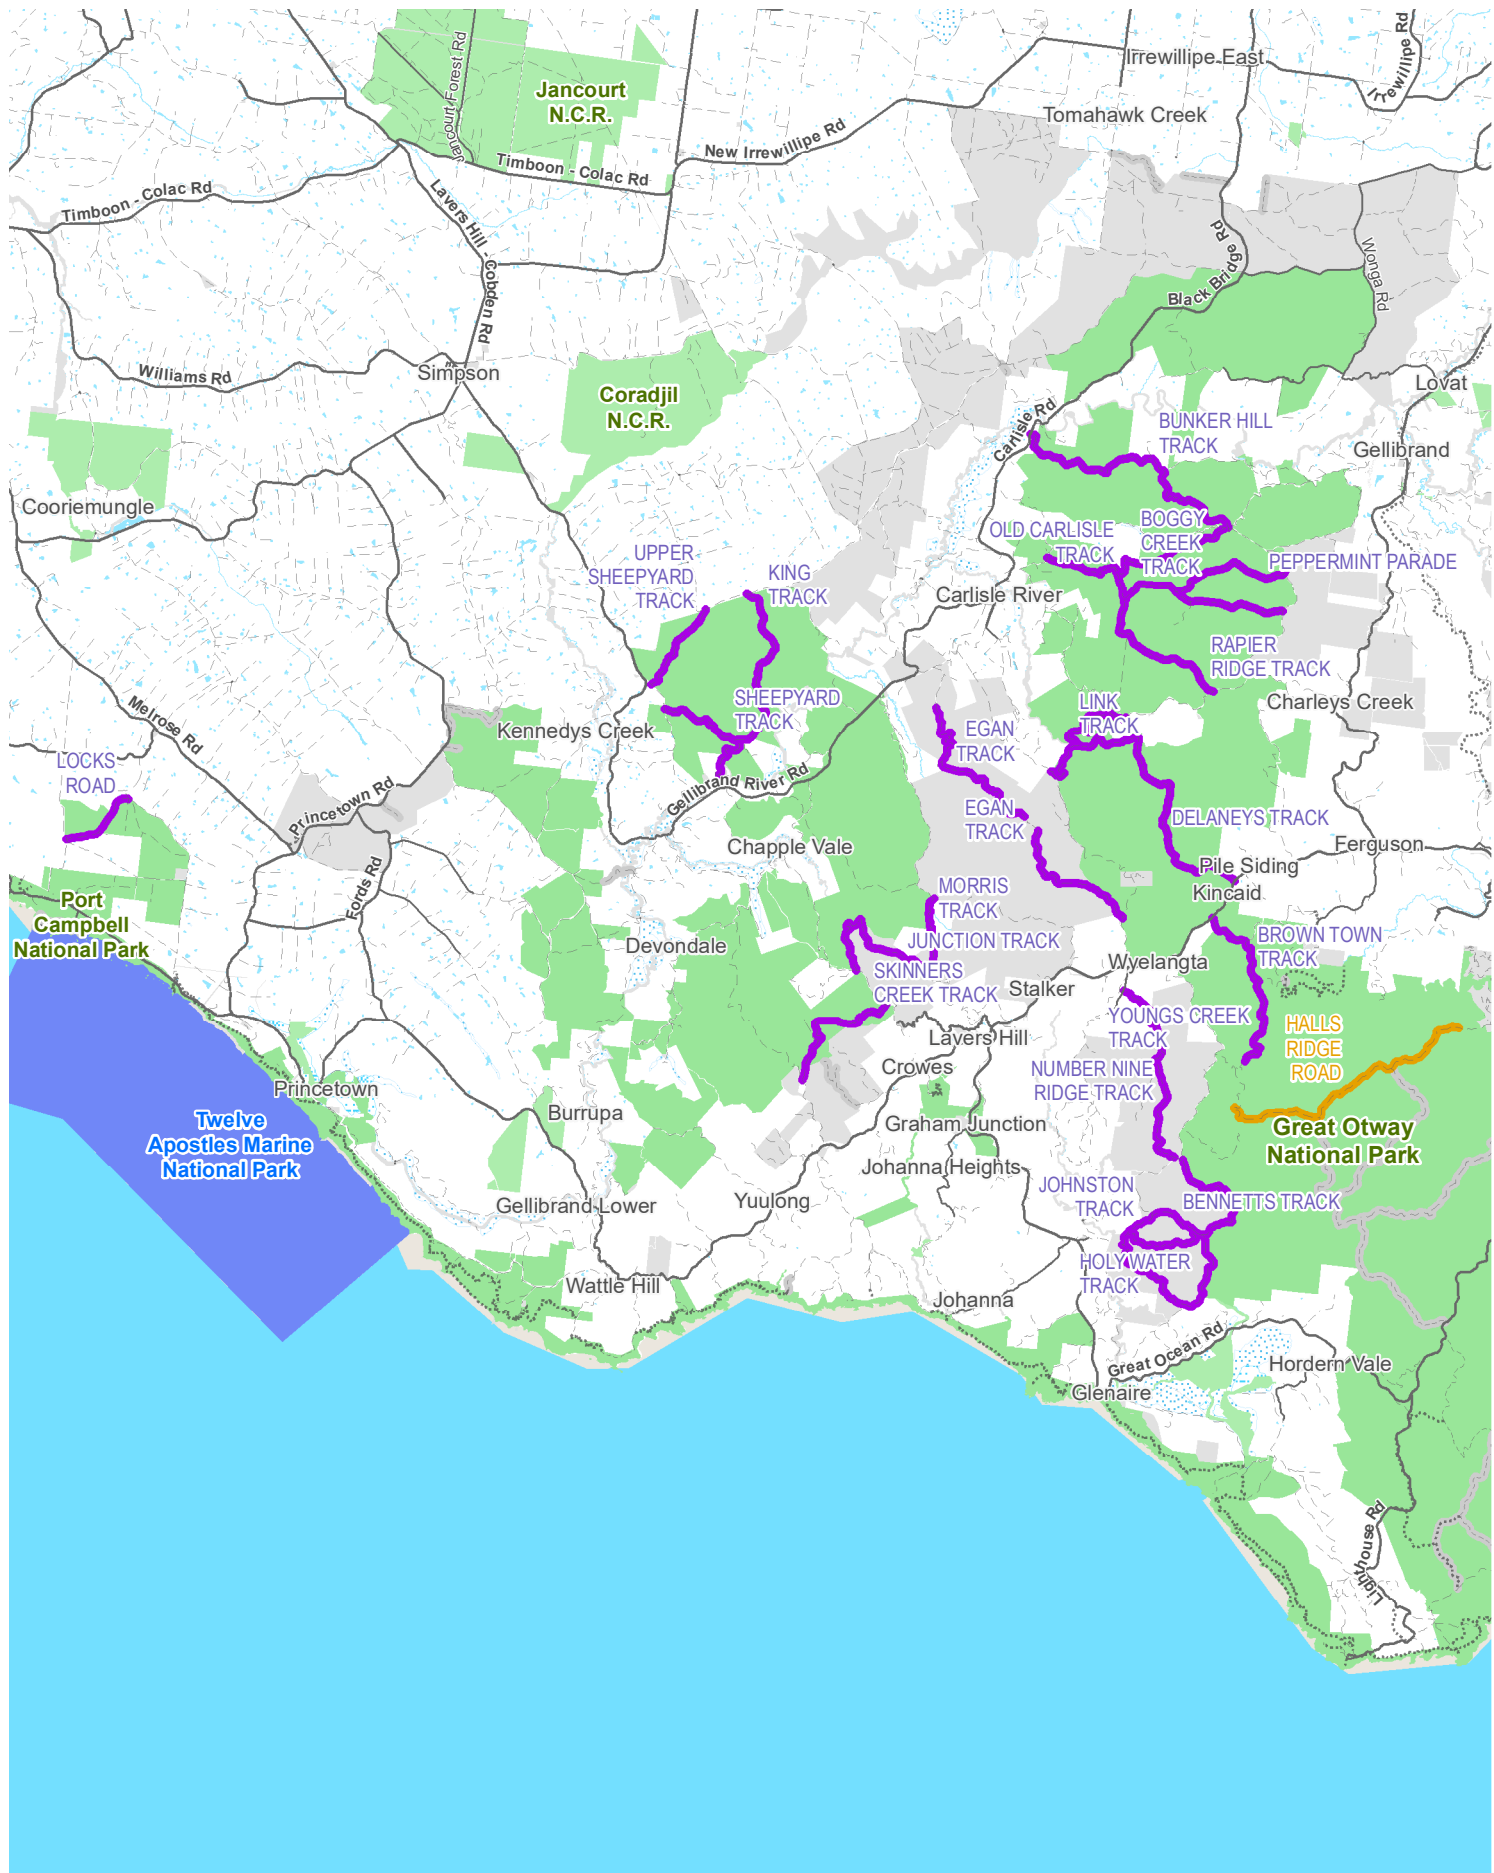 Irrewillipe East
Irrewillipe Rd
Jancourt Forest Rd
Jancourt
N.C.R.
Tomahawk Creek
New Irrewillipe Rd
Timboon - Colac Rd
Timboon - Colac Rd
Lavers Hill - Cobden Rd
Black Bridge Rd
Wonga Rd
Williams Rd
Simpson
Coradjil
N.C.R.
Lovat
Carlisle Rd
BUNKER HILL
TRACK
Gellibrand
Cooriemungle
OLD CARLISLE
TRACK
BOGGY
CREEK
TRACK
PEPPERMINT PARADE
UPPER
SHEEPYARD
TRACK
KING
TRACK
Carlisle River
RAPIER
RIDGE TRACK
SHEEPYARD
TRACK
LINK
TRACK
Charleys Creek
Melrose Rd
Kennedys Creek
EGAN
TRACK
LOCKS
ROAD
Gellibrand River Rd
Princetown Rd
EGAN
TRACK
DELANEYS TRACK
Chapple Vale
Ferguson
Fords Rd
Pile Siding
Kincaid
MORRIS
TRACK
Port
Campbell
National Park
JUNCTION TRACK
Devondale
BROWN TOWN
TRACK
Wyelangta
SKINNERS
CREEK TRACK
Stalker
YOUNGS CREEK
TRACK
HALLS
RIDGE
ROAD
Lavers Hill
Crowes
NUMBER NINE
RIDGE TRACK
Princetown
Burrupa
Graham Junction
Twelve
Apostles Marine
National Park
Great Otway
National Park
Johanna Heights
JOHNSTON
TRACK
BENNETTS TRACK
Gellibrand Lower
Yuulong
HOLY WATER
TRACK
Wattle Hill
Johanna
Great Ocean Rd
Hordern Vale
Glenaire
Lighthouse Rd